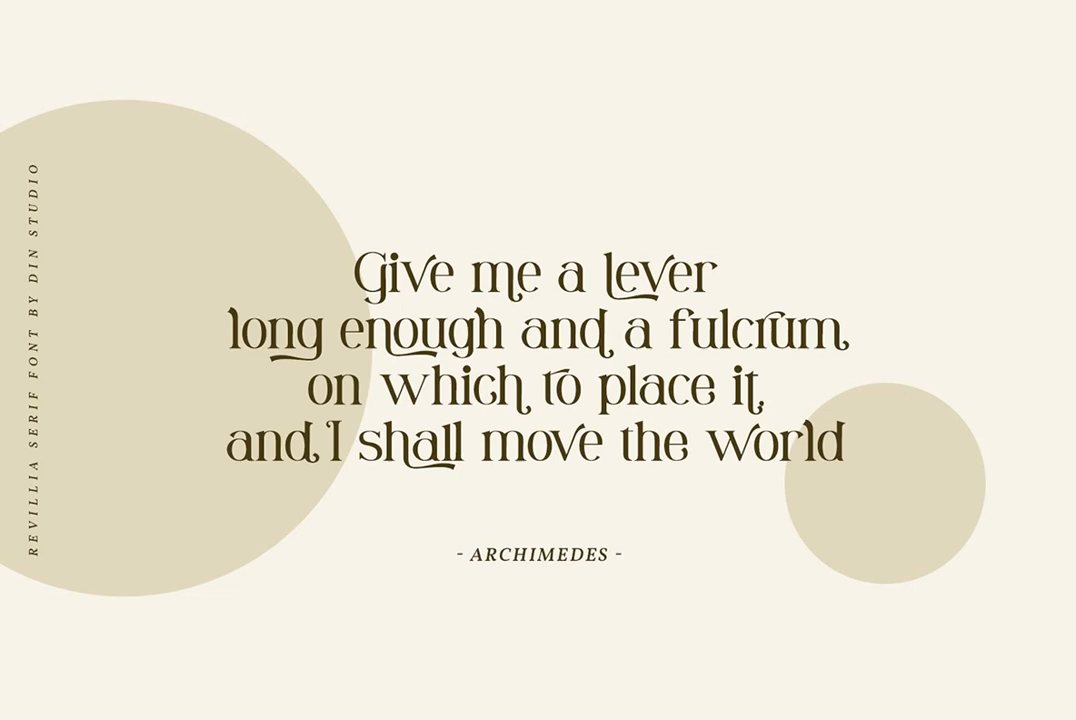 Give me a lever
long enough and a fulcrum
on which to place it,
and I shall move the world
- ARCHIMEDES -
REVILLIA SERIF FONT BY DIN STUDIO